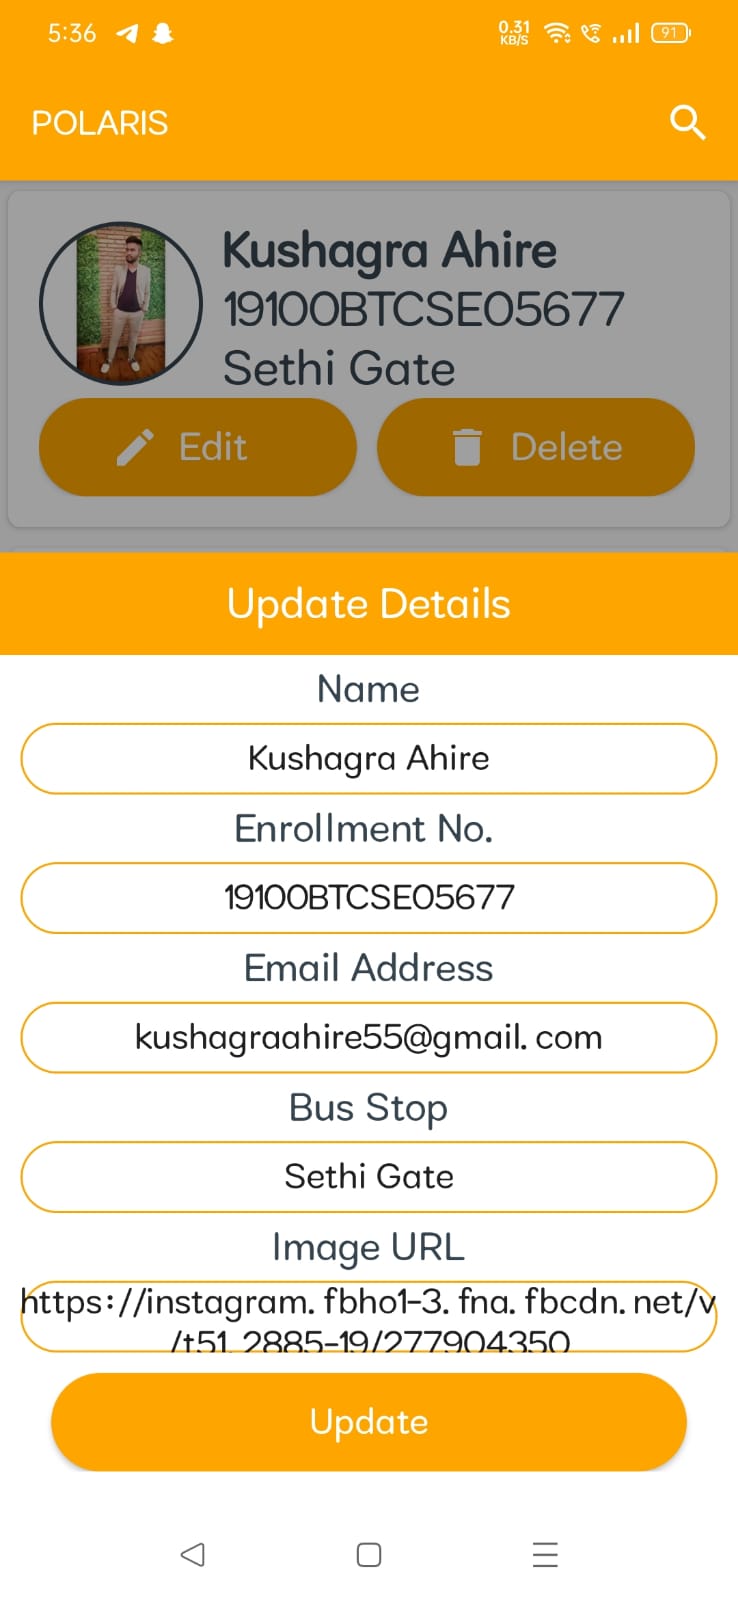 5:36
0.31
KB/S
91
POLARIS
Kushagra Ahire
19100BTCSE05677
Sethi Gate
Edit
Delete
Update Details
Name
Kushagra Ahire
Enrollment No.
19100BTCSE05677
Email Address
kushagraahire55@gmail. com
Bus Stop
Sethi Gate
Image URL
https://instagram. fbho1-3. fna. fbcdn. net/v
/t51. 2885-19/277904350
Update